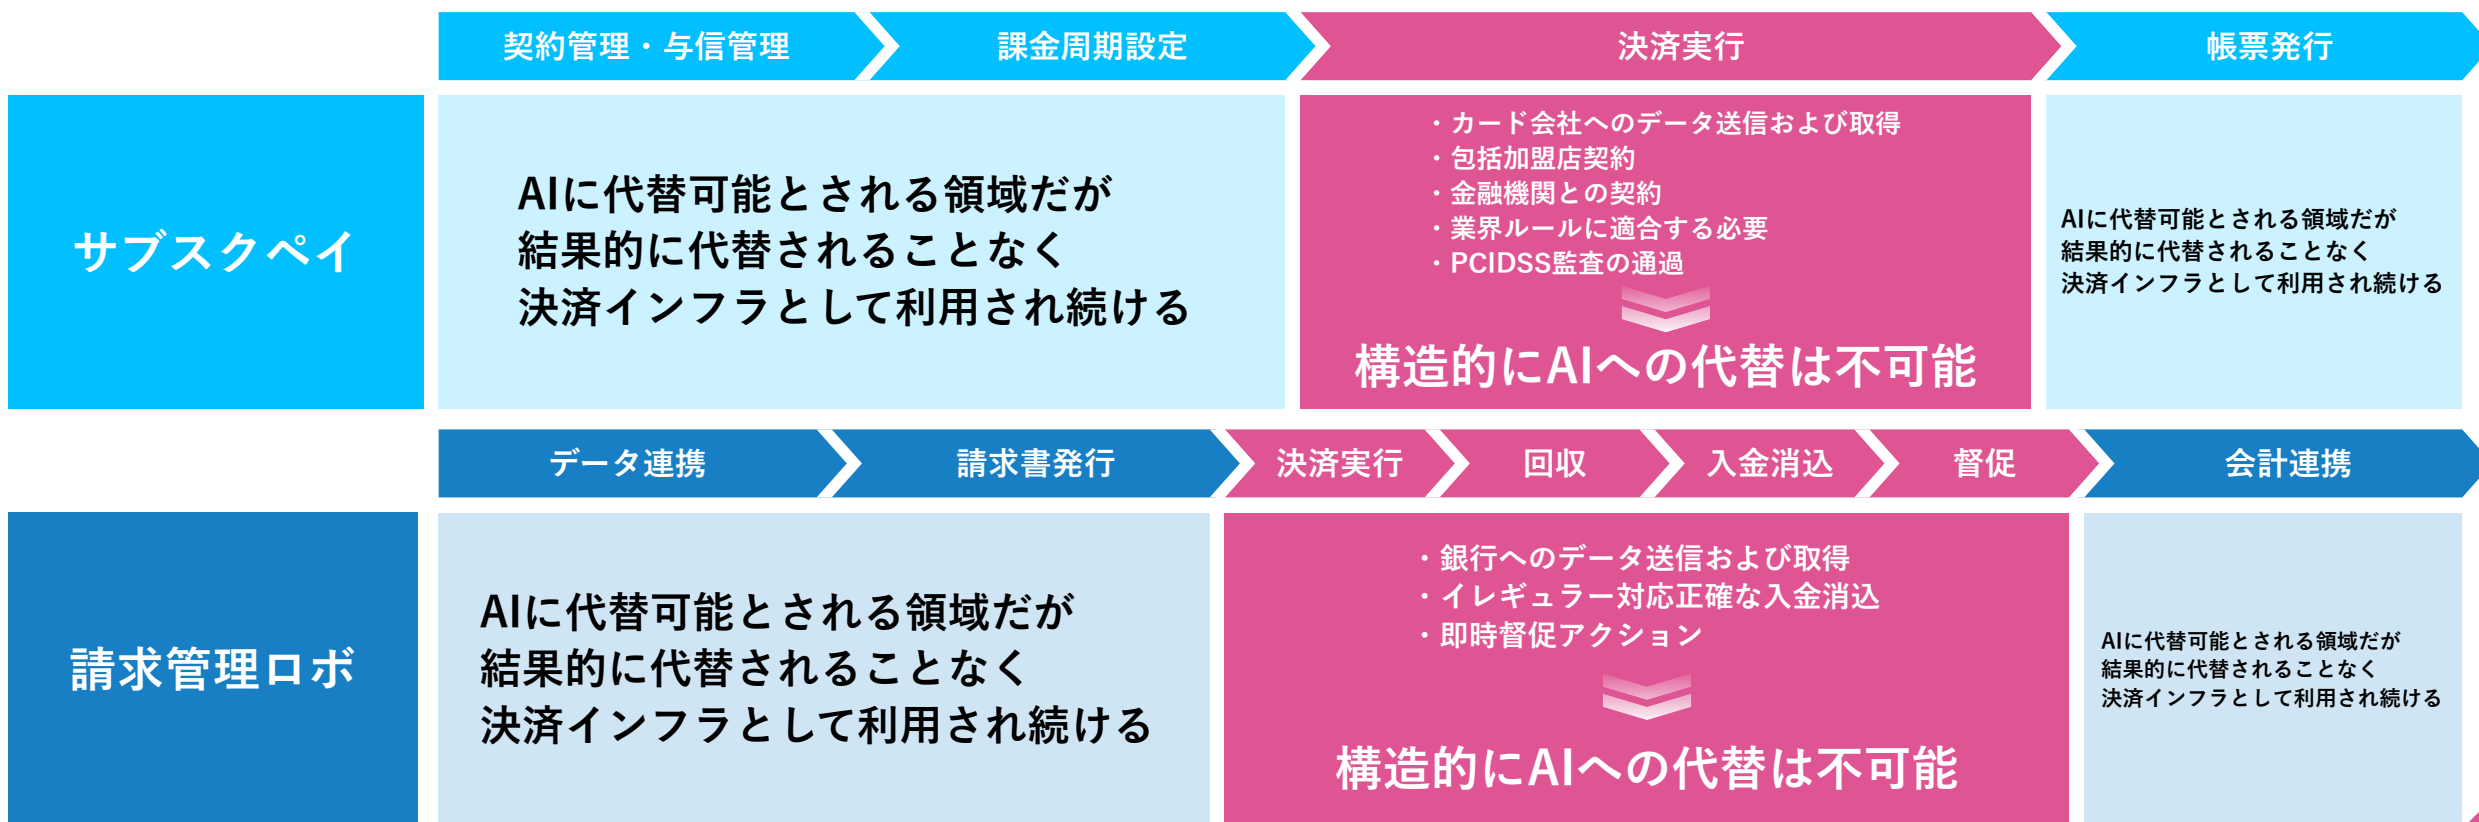 契約管理・与信管理
課金周期設定
決済実行
帳票発行
サブスクペイ
AIに代替可能とされる領域だが
結果的に代替されることなく
決済インフラとして利用され続ける
・カード会社へのデータ送信および取得
・包括加盟店契約
・金融機関との契約
・業界ルールに適合する必要
・PCIDSS監査の通過
構造的にAIへの代替は不可能
AIに代替可能とされる領域だが
結果的に代替されることなく
決済インフラとして利用され続ける
データ連携
請求書発行
決済実行
回収
入金消込
督促
会計連携
請求管理ロボ
AIに代替可能とされる領域だが
結果的に代替されることなく
決済インフラとして利用され続ける
・銀行へのデータ送信および取得
・イレギュラー対応正確な入金消込
・即時督促アクション
構造的にAIへの代替は不可能
AIに代替可能とされる領域だが
結果的に代替されることなく
決済インフラとして利用され続ける